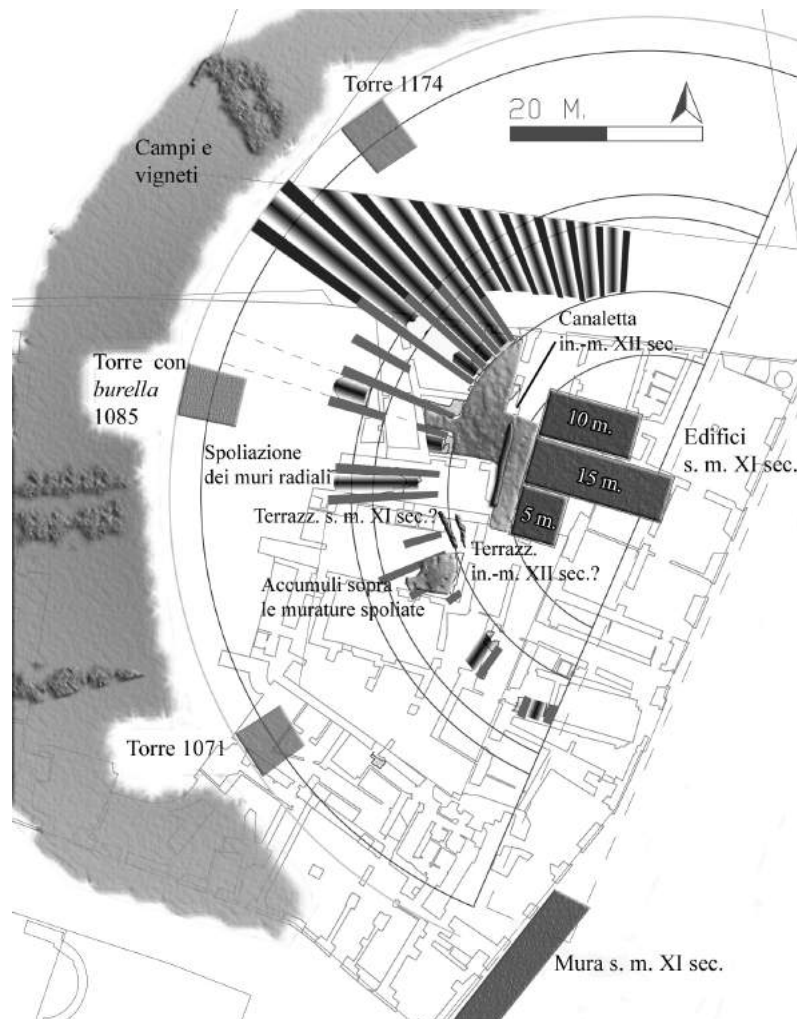 Torre 1174
20 M.
Campi e
vigneti
Canaletta
in.-m. XII sec.
Torre con
burella
1085
10 m.
Edifici
s. m. XI sec.
15 m.
5 m.
Spoliazione
dei muri radiali
Terrazz. s. m. XI sec.?
Terrazz.
in.-m. XII sec.?
Accumuli sopra
le murature spoliate
Torre 1071
Mura s. m. XI sec.